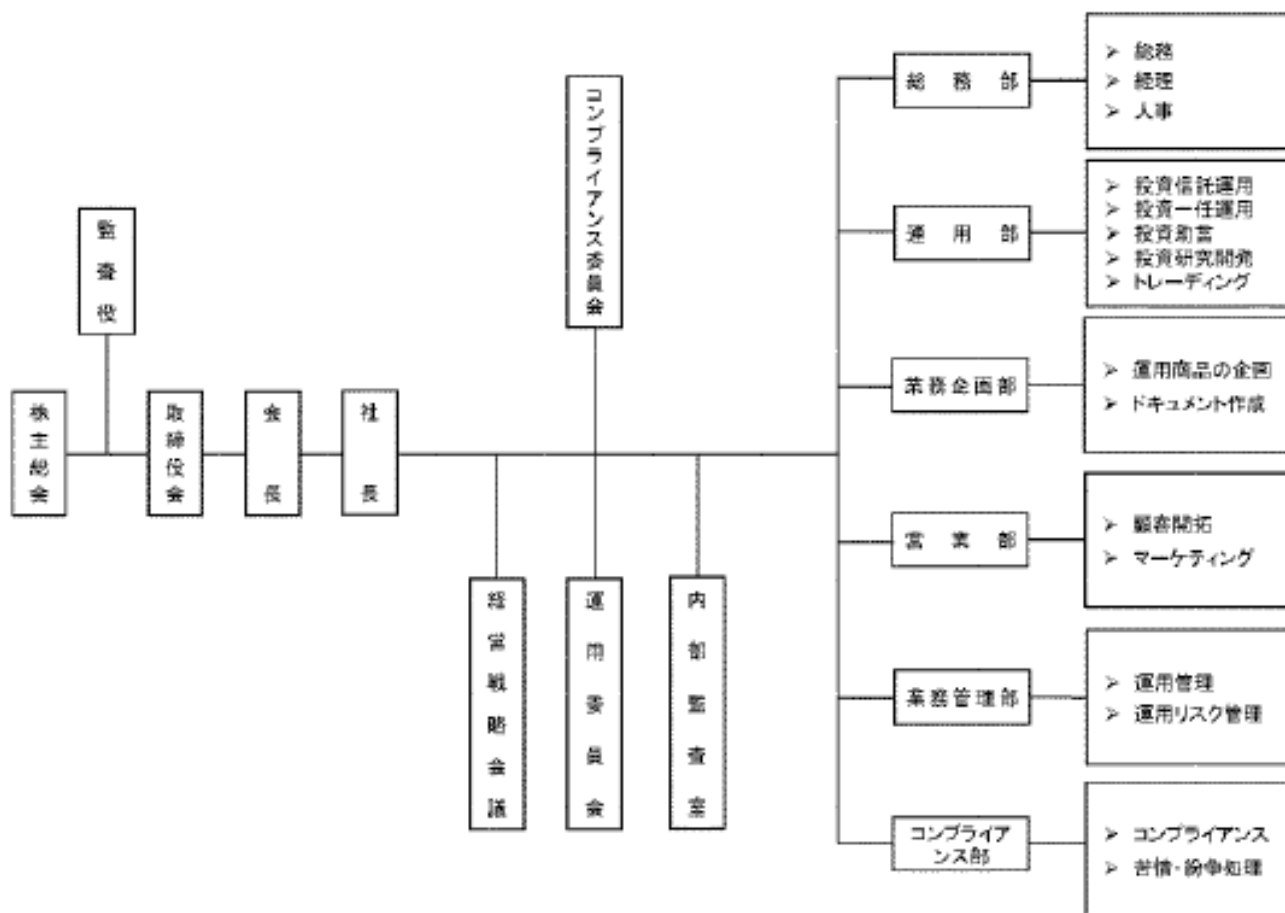 株主総会
監査役
取締役会
会長
社長
コンプライアンス委員会
経営戦略会議
運用委員会
内部監査室
総務部
➢ 総務
➢ 経理
➢ 人事
運用部
➢ 投資信託運用
➢ 投資一任運用
➢ 投資助言
➢ 投資研究開発
➢ トレーディング
業務企画部
➢ 運用商品の企画
➢ ドキュメント作成
営業部
➢ 顧客開拓
➢ マーケティング
業務管理部
➢ 運用管理
➢ 運用リスク管理
コンプライア
ンス部
➢ コンプライアンス
➢ 苦情・紛争処理